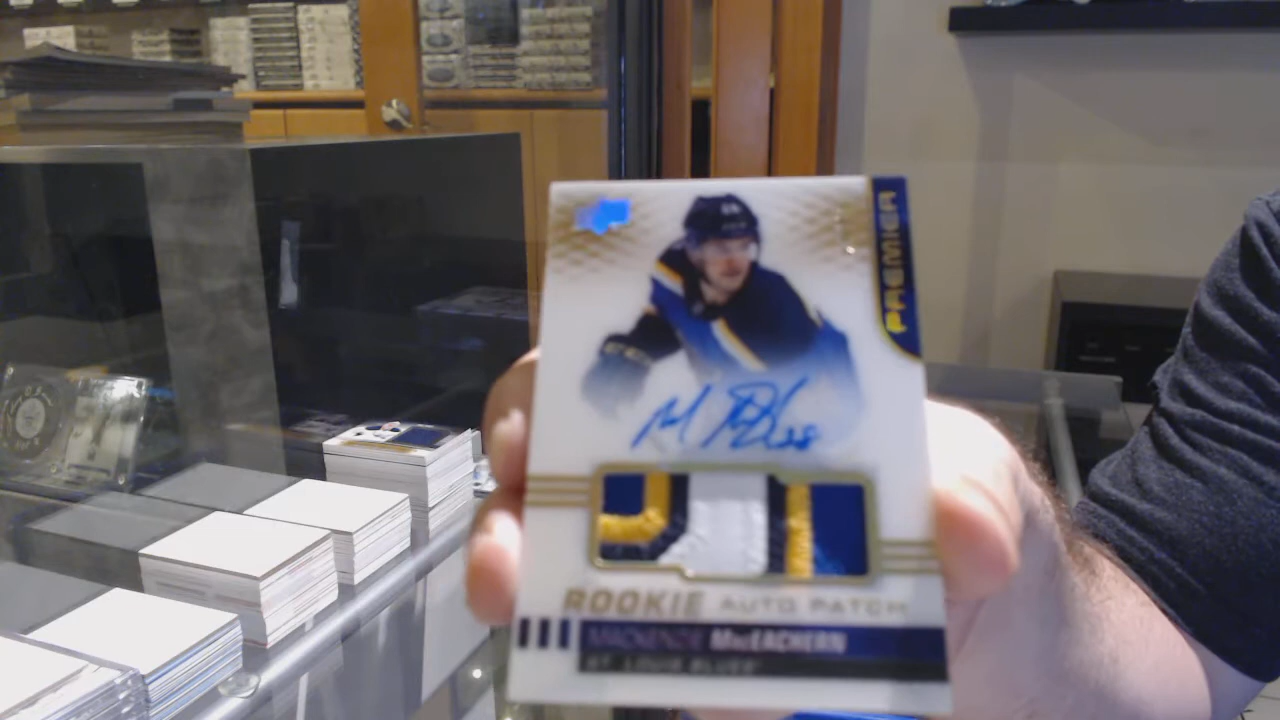 PREMIER
ROOKIE AUTO PATCH
MACKENZIE MACEACHERN
ST. LOUIS BLUES